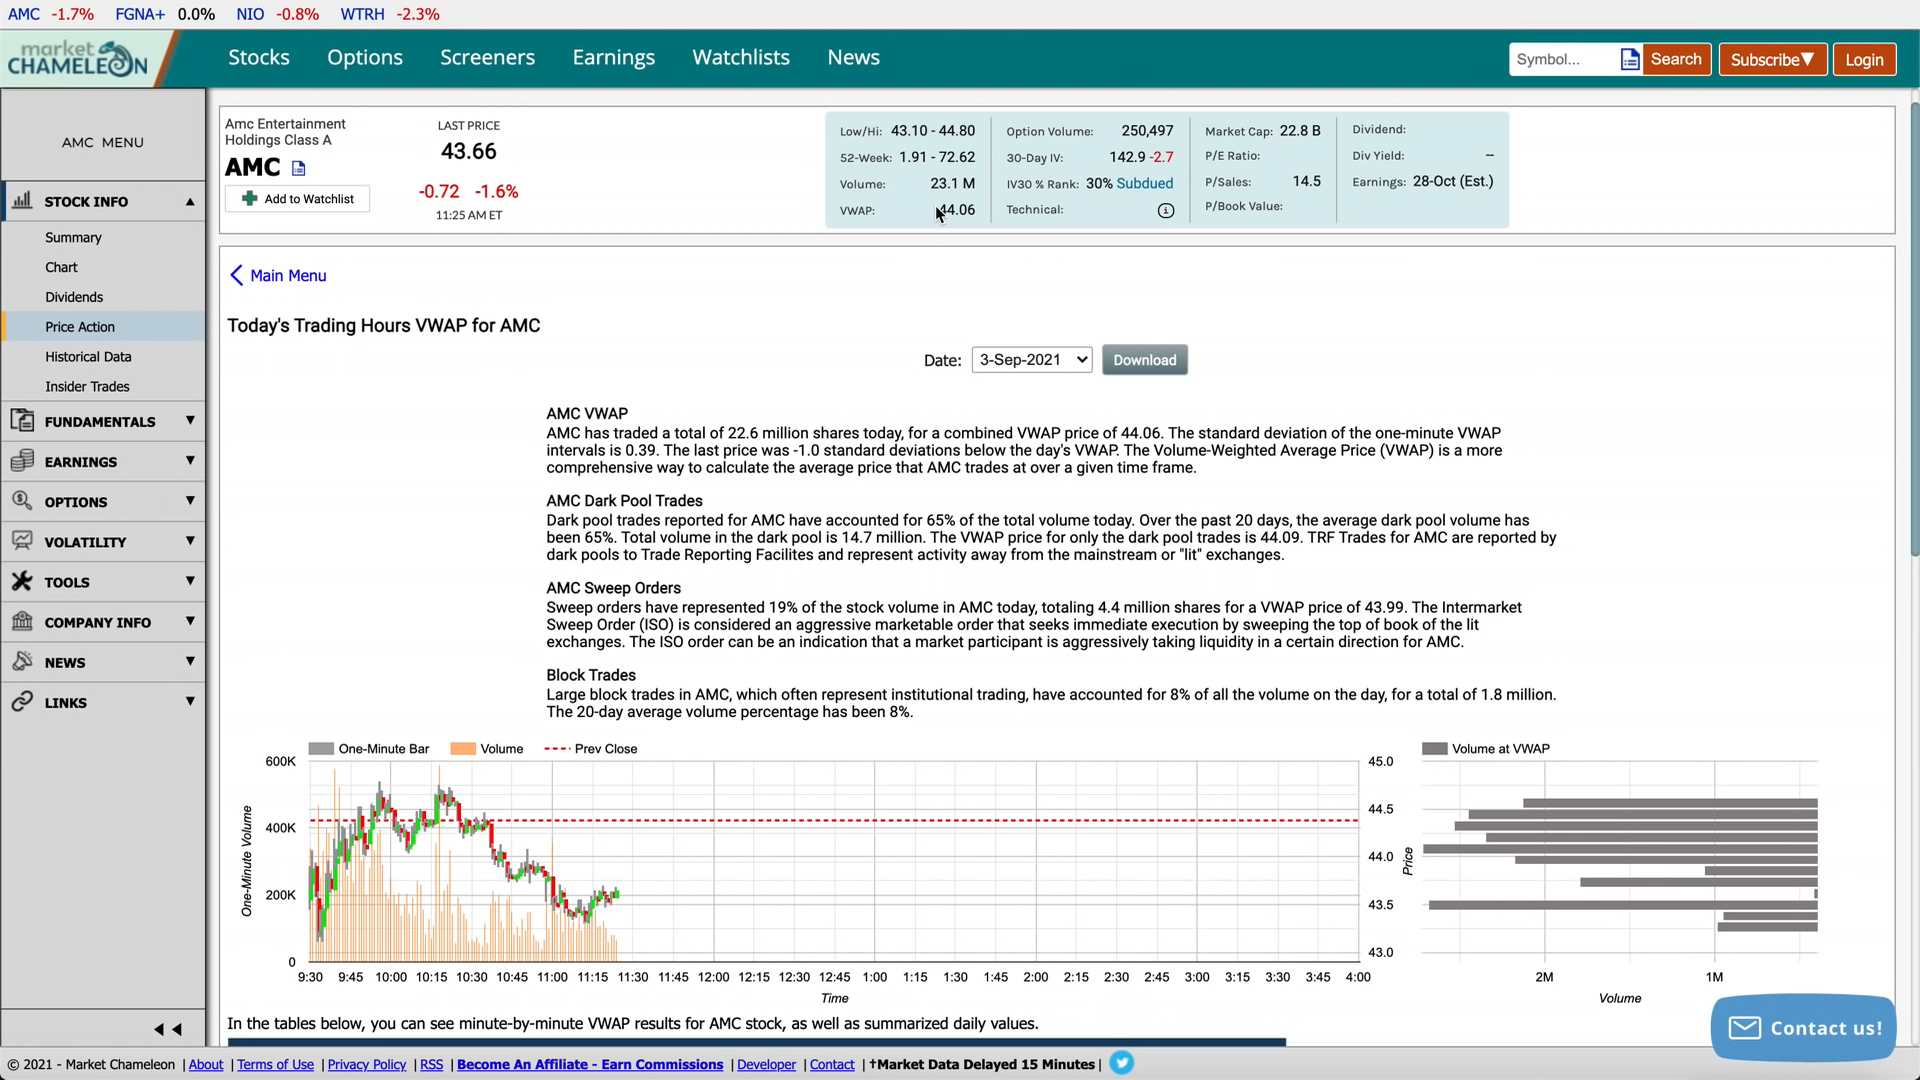 AMC -1.7% FGNA+ 0.0% NIO -0.8% WTRH -2.3%
market CHAMELEON
Stocks Options Screeners Earnings Watchlists News
Symbol... Search Subscribe▼ Login
AMC MENU
STOCK INFO ▲
Summary
Chart
Dividends
Price Action
Historical Data
Insider Trades
FUNDAMENTALS ▼
EARNINGS ▼
OPTIONS ▼
VOLATILITY ▼
TOOLS ▼
COMPANY INFO ▼
NEWS ▼
LINKS ▼
Amc Entertainment
Holdings Class A
AMC
Add to Watchlist
LAST PRICE
43.66
-0.72 -1.6%
11:25 AM ET
Low/Hi: 43.10 - 44.80
52-Week: 1.91 - 72.62
Volume: 23.1 M
VWAP: 44.06
Option Volume: 250,497
30-Day IV: 142.9 -2.7
IV30 % Rank: 30% Subdued
Technical:
Market Cap: 22.8 B
P/E Ratio:
P/Sales: 14.5
P/Book Value:
Dividend:
Div Yield: --
Earnings: 28-Oct (Est.)
Main Menu
Today's Trading Hours VWAP for AMC
Date: 3-Sep-2021 Download
AMC VWAP
AMC has traded a total of 22.6 million shares today, for a combined VWAP price of 44.06. The standard deviation of the one-minute VWAP
intervals is 0.39. The last price was -1.0 standard deviations below the day's VWAP. The Volume-Weighted Average Price (VWAP) is a more
comprehensive way to calculate the average price that AMC trades at over a given time frame.
AMC Dark Pool Trades
Dark pool trades reported for AMC have accounted for 65% of the total volume today. Over the past 20 days, the average dark pool volume has
been 65%. Total volume in the dark pool is 14.7 million. The VWAP price for only the dark pool trades is 44.09. TRF Trades for AMC are reported by
dark pools to Trade Reporting Facilites and represent activity away from the mainstream or "lit" exchanges.
AMC Sweep Orders
Sweep orders have represented 19% of the stock volume in AMC today, totaling 4.4 million shares for a VWAP price of 43.99. The Intermarket
Sweep Order (ISO) is considered an aggressive marketable order that seeks immediate execution by sweeping the top of book of the lit
exchanges. The ISO order can be an indication that a market participant is aggressively taking liquidity in a certain direction for AMC.
Block Trades
Large block trades in AMC, which often represent institutional trading, have accounted for 8% of all the volume on the day, for a total of 1.8 million.
The 20-day average volume percentage has been 8%.
One-Minute Bar Volume Prev Close
One-Minute Volume
600K
400K
200K
0
45.0
44.5
44.0
43.5
43.0
Price
9:30 9:45 10:00 10:15 10:30 10:45 11:00 11:15 11:30 11:45 12:00 12:15 12:30 12:45 1:00 1:15 1:30 1:45 2:00 2:15 2:30 2:45 3:00 3:15 3:30 3:45 4:00
Time
Volume at VWAP
2M 1M
Volume
In the tables below, you can see minute-by-minute VWAP results for AMC stock, as well as summarized daily values.
Contact us!
© 2021 - Market Chameleon | About | Terms of Use | Privacy Policy | RSS | Become An Affiliate - Earn Commissions | Developer | Contact | †Market Data Delayed 15 Minutes |